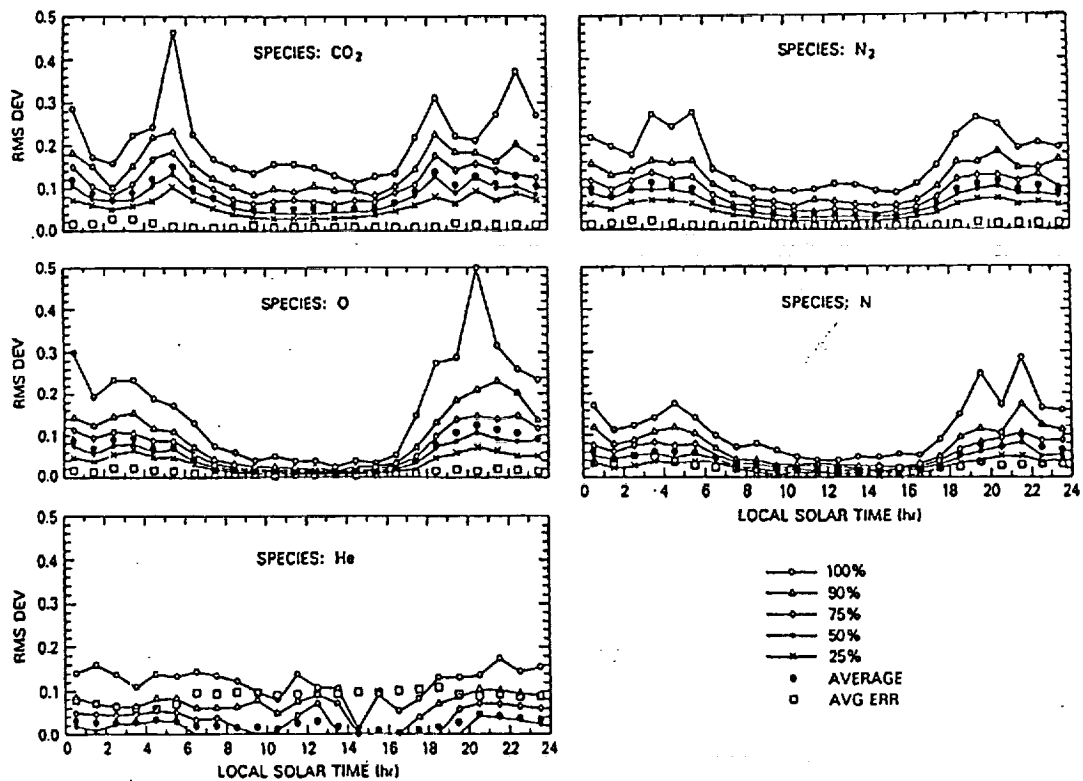 SPECIES: CO2
RMS DEV
0.5
0.4
0.3
0.2
0.1
0.0
SPECIES: N2
SPECIES: O
RMS DEV
0.5
0.4
0.3
0.2
0.1
0.0
SPECIES: N
0 2 4 6 8 10 12 14 16 18 20 22 24
LOCAL SOLAR TIME (hr)
SPECIES: He
RMS DEV
0.5
0.4
0.3
0.2
0.1
0.0
0 2 4 6 8 10 12 14 16 18 20 22 24
LOCAL SOLAR TIME (hr)
100%
90%
75%
50%
25%
AVERAGE
AVG ERR